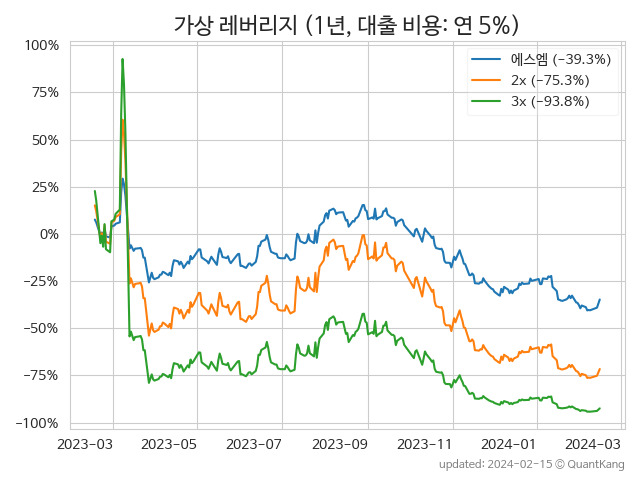 가상 레버리지 (1년, 대출 비용: 연 5%)
에스엠 (−39.3%)
2x (−75.3%)
3x (−93.8%)
100%
75%
50%
25%
0%
−25%
−50%
−75%
−100%
2023-03 2023-05 2023-07 2023-09 2023-11 2024-01 2024-03
updated: 2024-02-15 © QuantKang